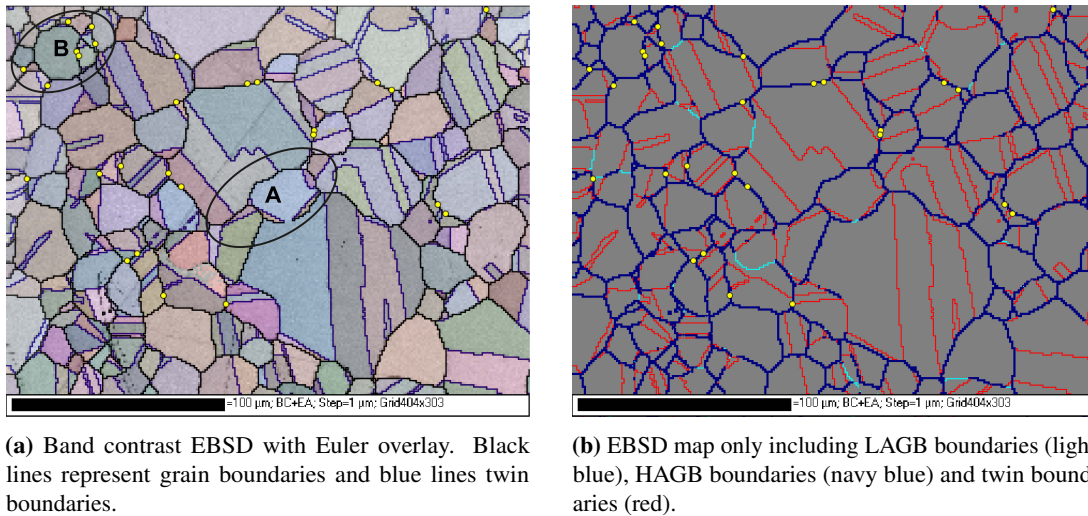 B
A
=100 µm; BC+EA; Step=1 µm; Grid404x303
=100 µm; BC+EA; Step=1 µm; Grid404x303
(a) Band contrast EBSD with Euler overlay. Black
lines represent grain boundaries and blue lines twin
boundaries.
(b) EBSD map only including LAGB boundaries (ligh
blue), HAGB boundaries (navy blue) and twin bound
aries (red).